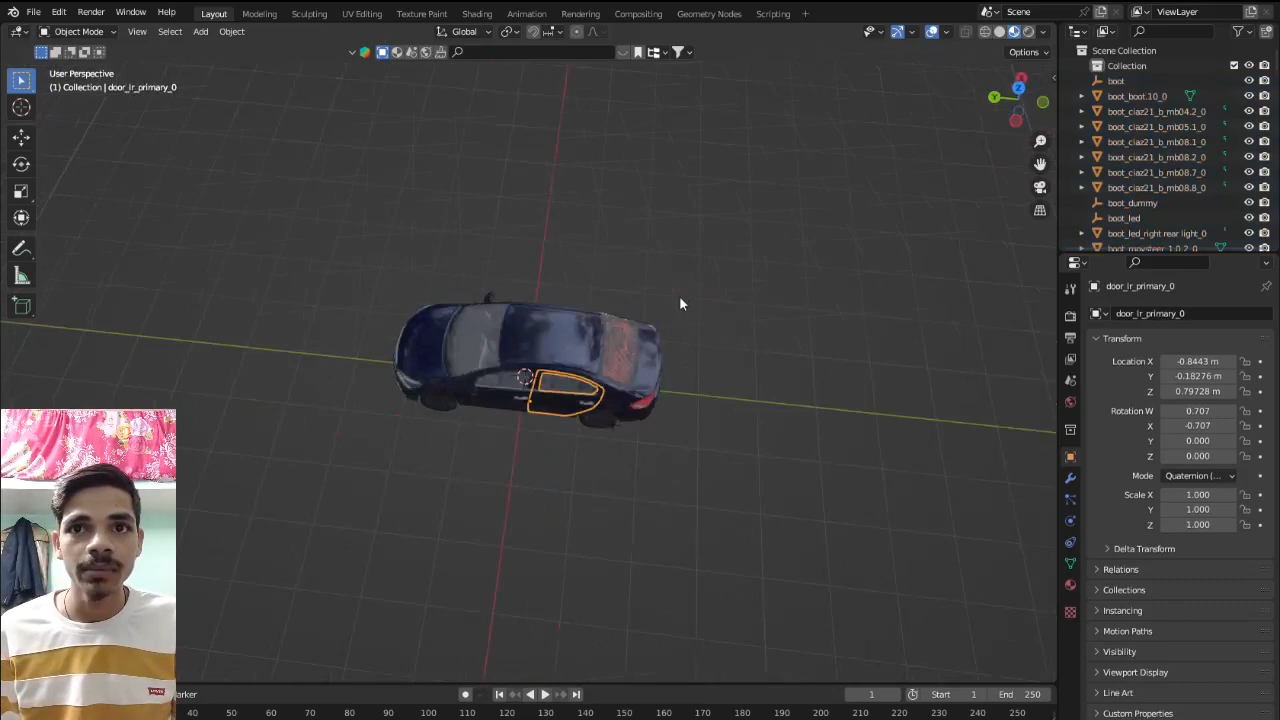 File Edit Render Window Help Layout Modeling Sculpting UV Editing Texture Paint Shading Animation Rendering Compositing Geometry Nodes Scripting + Scene ViewLayer
Object Mode View Select Add Object Global
Options
User Perspective
(1) Collection | door_lr_primary_0
Scene Collection
Collection
boot
boot_boot.10_0
boot_ciaz21_b_mb04.2_0
boot_ciaz21_b_mb05.1_0
boot_ciaz21_b_mb08.1_0
boot_ciaz21_b_mb08.2_0
boot_ciaz21_b_mb08.7_0
boot_ciaz21_b_mb08.8_0
boot_dummy
boot_led
boot_led_right rear light_0
boot_movsteer_1.0.2_0
door_lr_primary_0
door_lr_primary_0
Transform
Location X -0.8443 m
Y -0.18276 m
Z 0.79728 m
Rotation W 0.707
X -0.707
Y 0.000
Z 0.000
Mode Quaternion (...
Scale X 1.000
Y 1.000
Z 1.000
Delta Transform
Relations
Collections
Instancing
Motion Paths
Visibility
Viewport Display
Line Art
Custom Properties
arker 1 Start 1 End 250
40 50 60 70 80 90 100 110 120 130 140 150 160 170 180 190 200 210 220 230 240 250